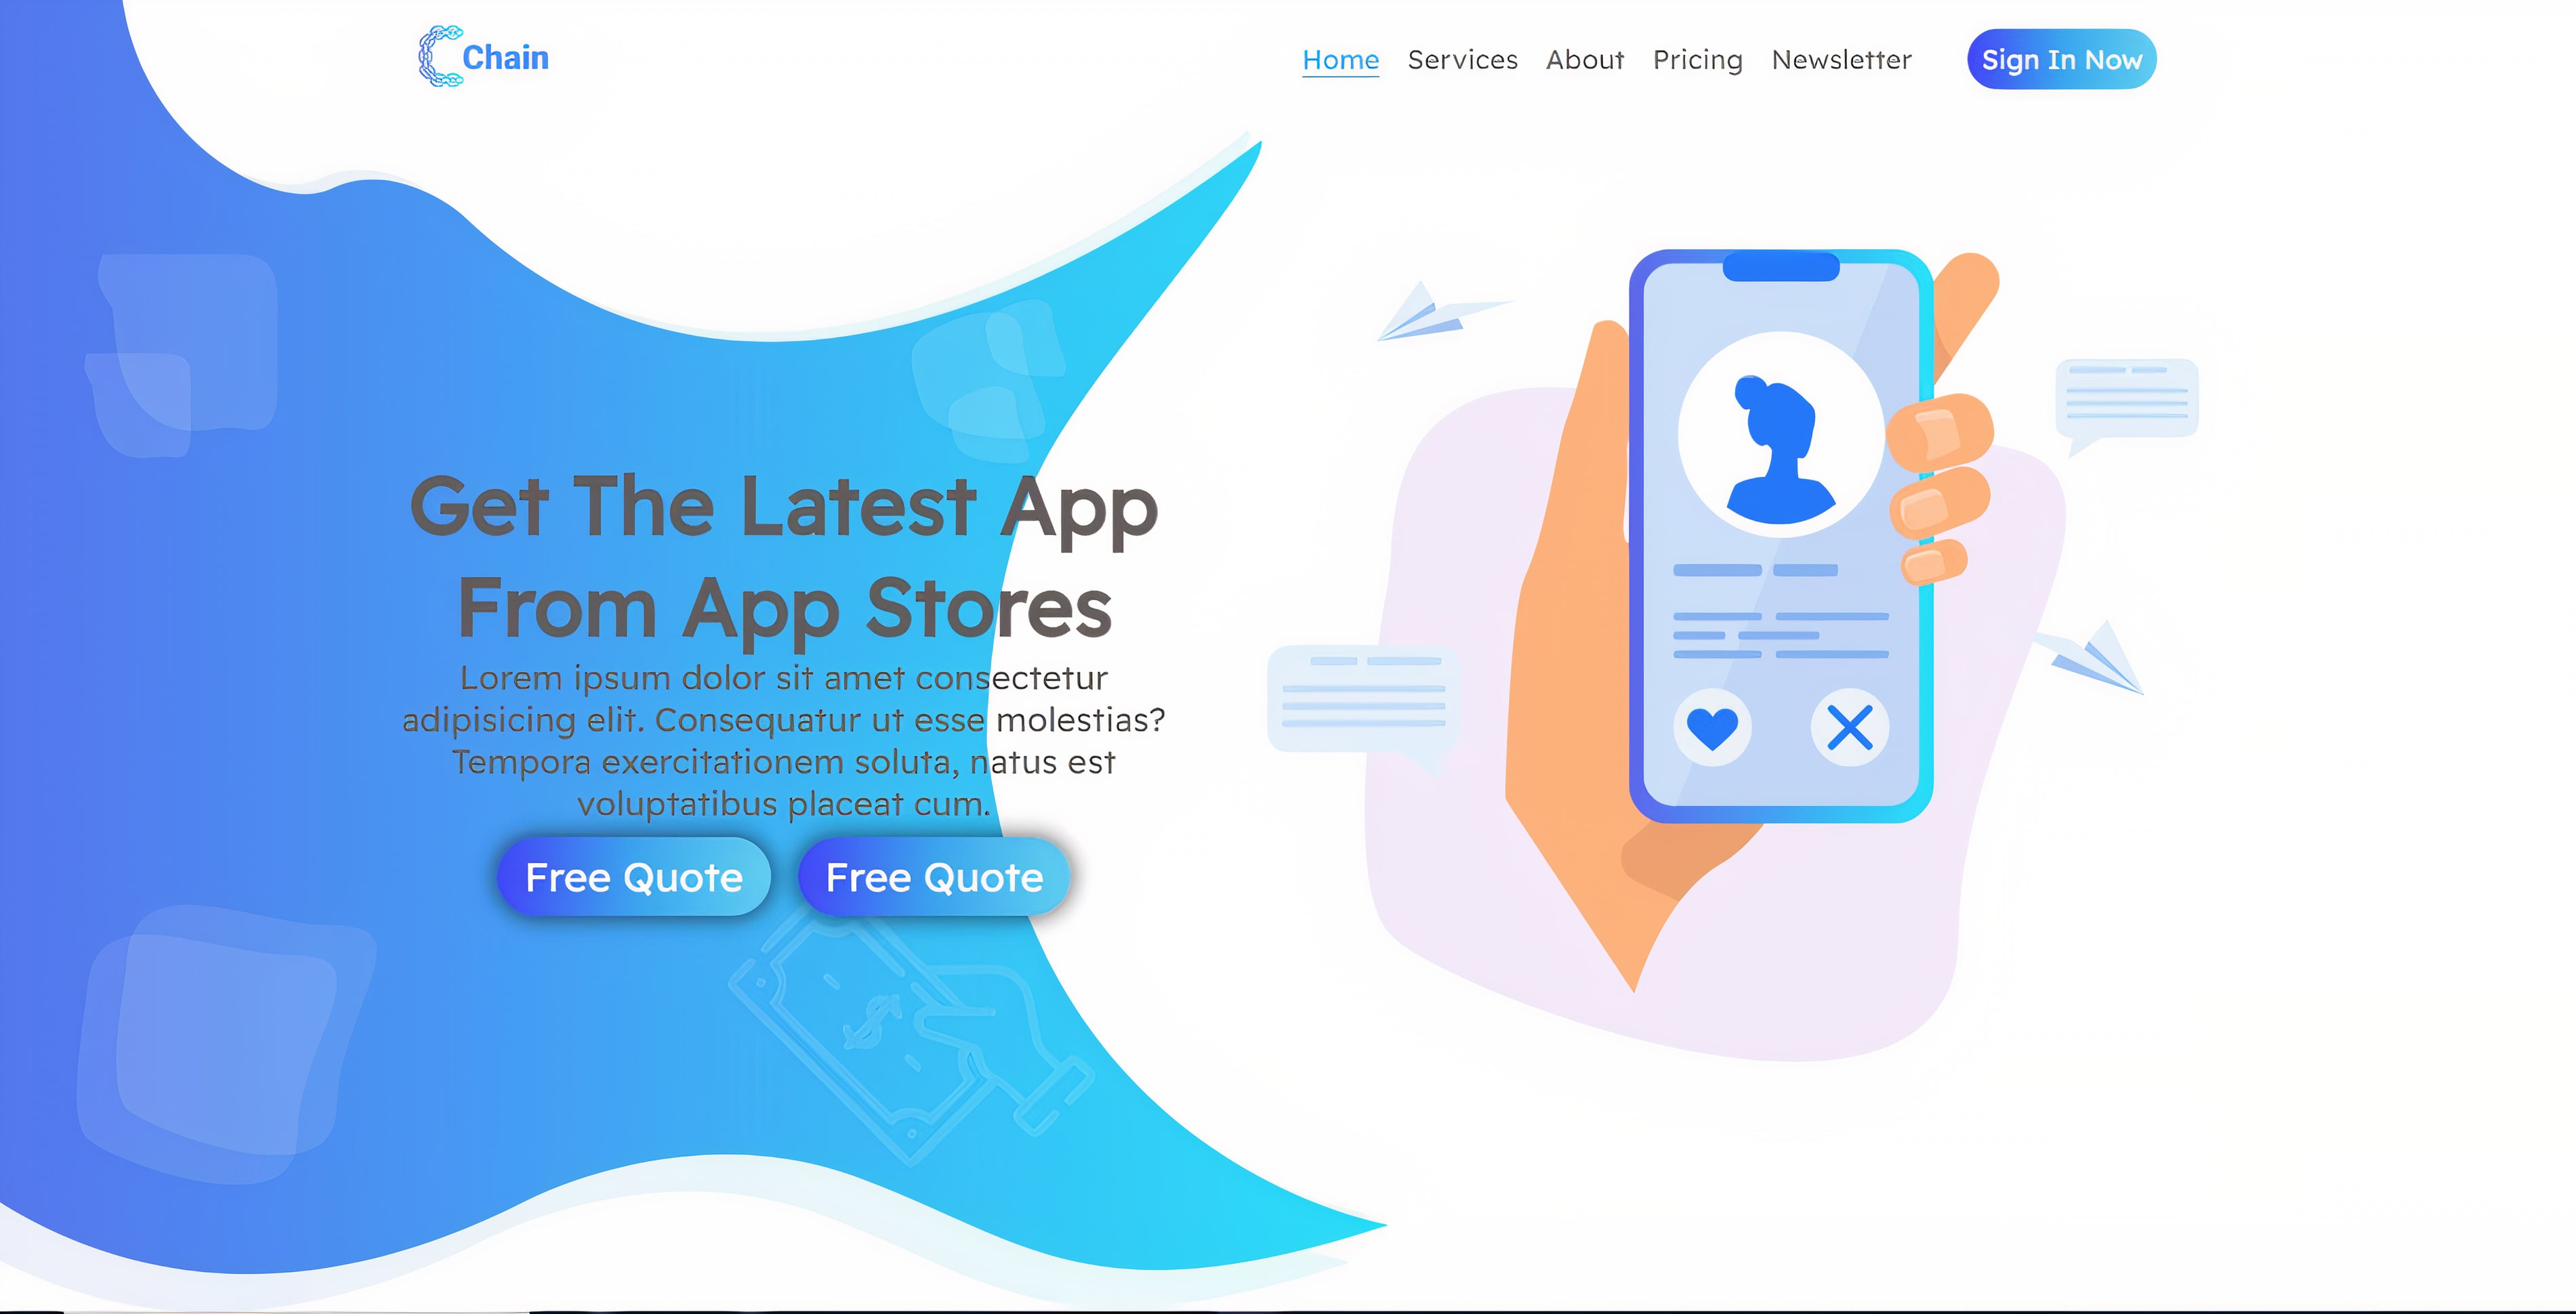 Chain
Home Services About Pricing Newsletter Sign In Now
Get The Latest App
From App Stores
Lorem ipsum dolor sit amet consectetur
adipisicing elit. Consequatur ut esse molestias?
Tempora exercitationem soluta, natus est
voluptatibus placeat cum.
Free Quote Free Quote
$